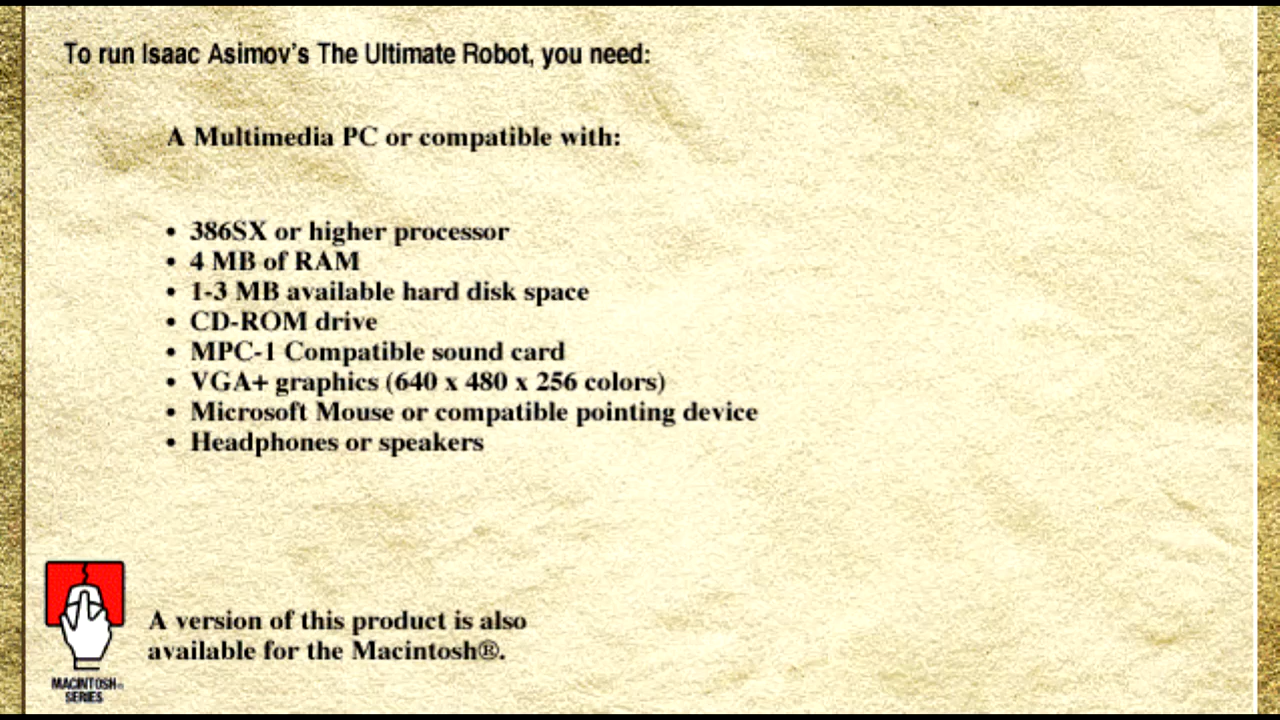 To run Isaac Asimov's The Ultimate Robot, you need:
A Multimedia PC or compatible with:
• 386SX or higher processor
• 4 MB of RAM
• 1-3 MB available hard disk space
• CD-ROM drive
• MPC-1 Compatible sound card
• VGA+ graphics (640 x 480 x 256 colors)
• Microsoft Mouse or compatible pointing device
• Headphones or speakers
A version of this product is also
available for the Macintosh®.
MACINTOSH®
SERIES